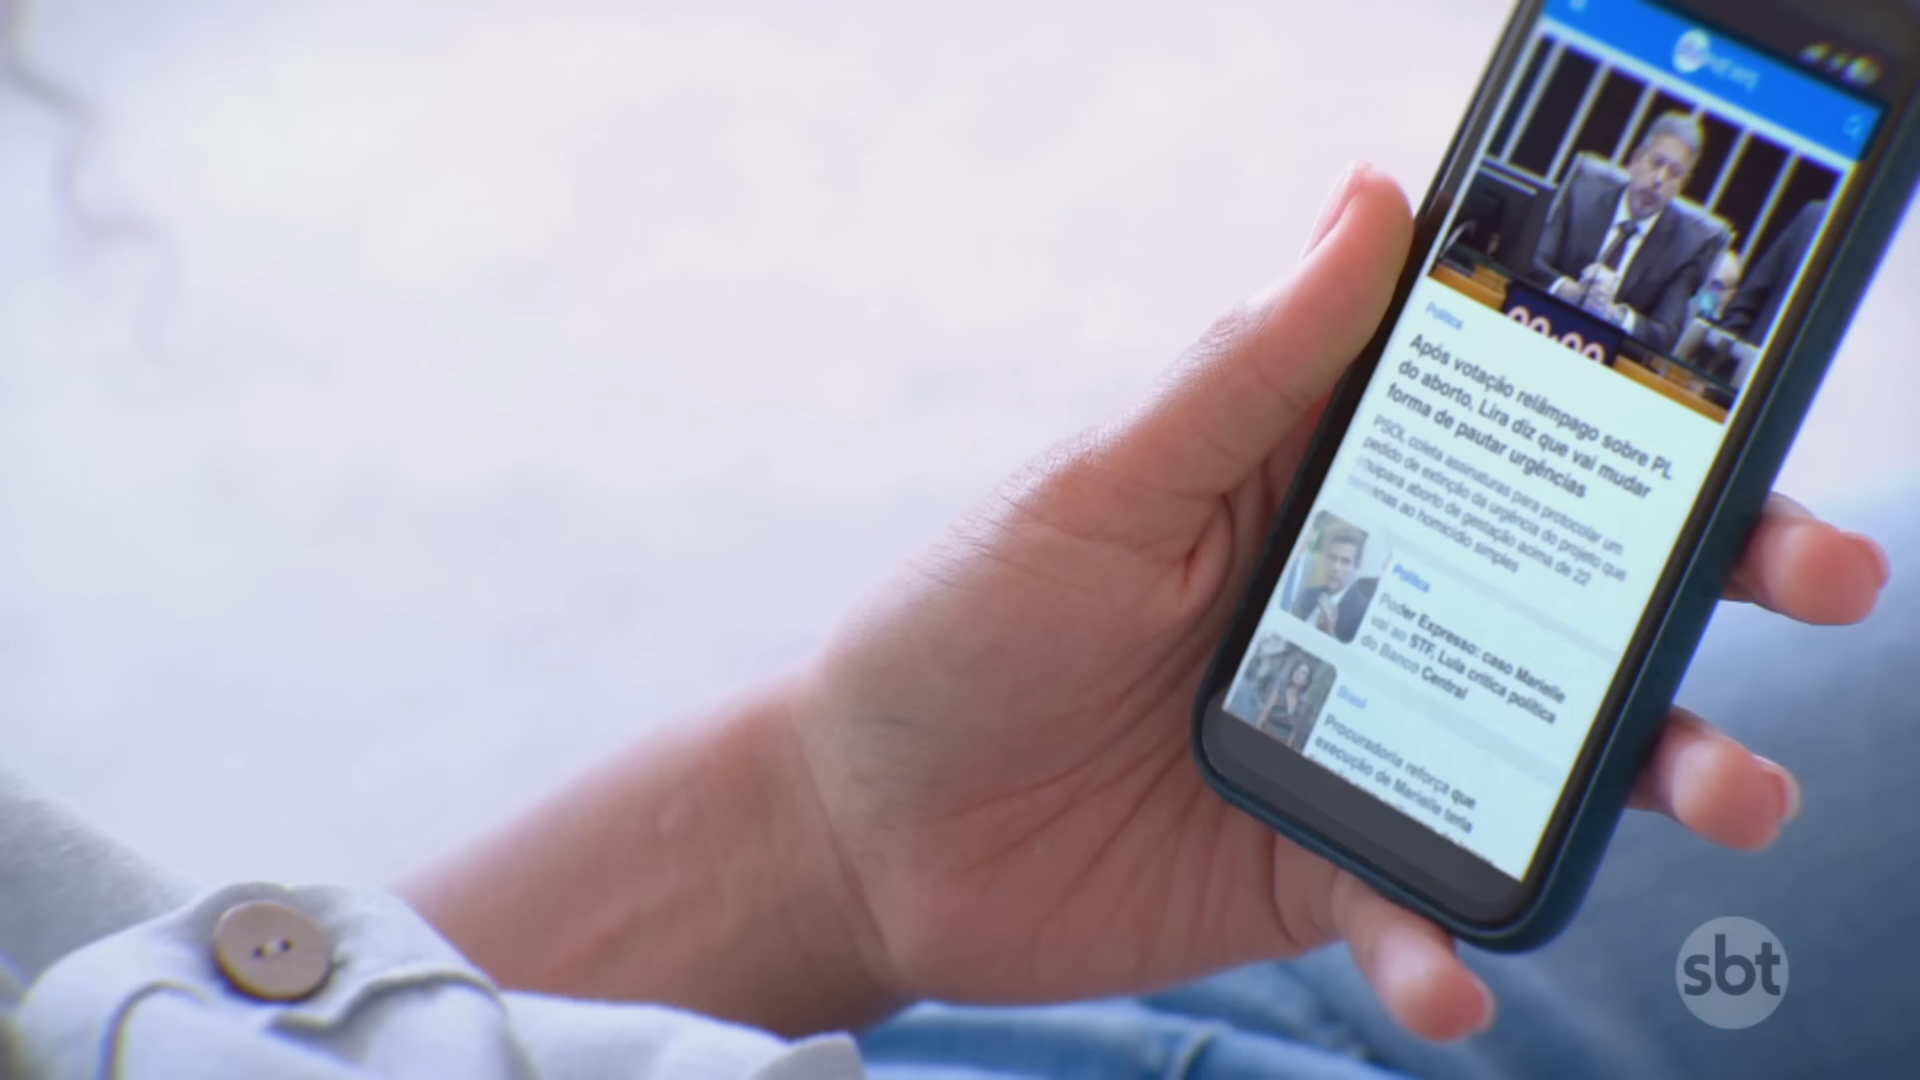 news
00:00
Política
Após votação relâmpago sobre PL
do aborto, Lira diz que vai mudar
forma de pautar urgências
PSOL coleta assinaturas para protocolar um
pedido de extinção da urgência do projeto que
equipara aborto de gestação acima de 22
semanas ao homicídio simples
Política
Poder Expresso: caso Marielle
vai ao STF, Lula critica política
do Banco Central
Brasil
Procuradoria reforça que
execução de Marielle teria
sbt